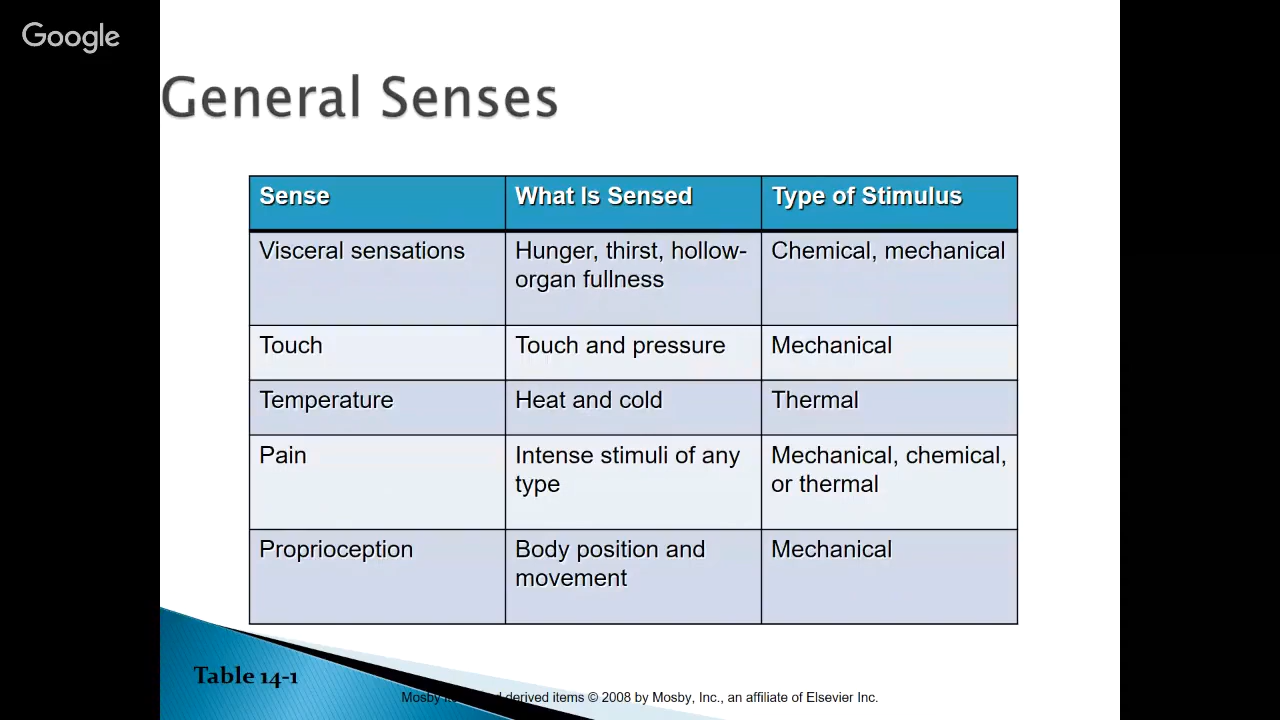 Google
General Senses
Sense What Is Sensed Type of Stimulus
Visceral sensations Hunger, thirst, hollow- Chemical, mechanical
organ fullness
Touch Touch and pressure Mechanical
Temperature Heat and cold Thermal
Pain Intense stimuli of any Mechanical, chemical,
type or thermal
Proprioception Body position and Mechanical
movement
Table 14-1
Mosby derived items © 2008 by Mosby, Inc., an affiliate of Elsevier Inc.